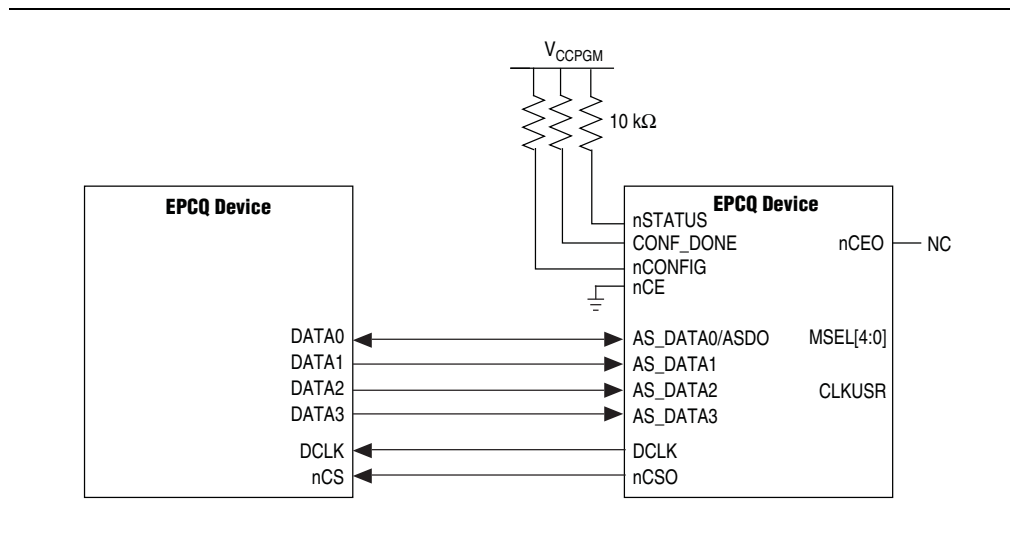 VCCPGM
10 kΩ
EPCQ Device
EPCQ Device
nSTATUS
CONF_DONE
nCEO
NC
nCONFIG
nCE
DATA0
AS_DATA0/ASDO
MSEL[4:0]
DATA1
AS_DATA1
DATA2
AS_DATA2
CLKUSR
DATA3
AS_DATA3
DCLK
DCLK
nCS
nCSO